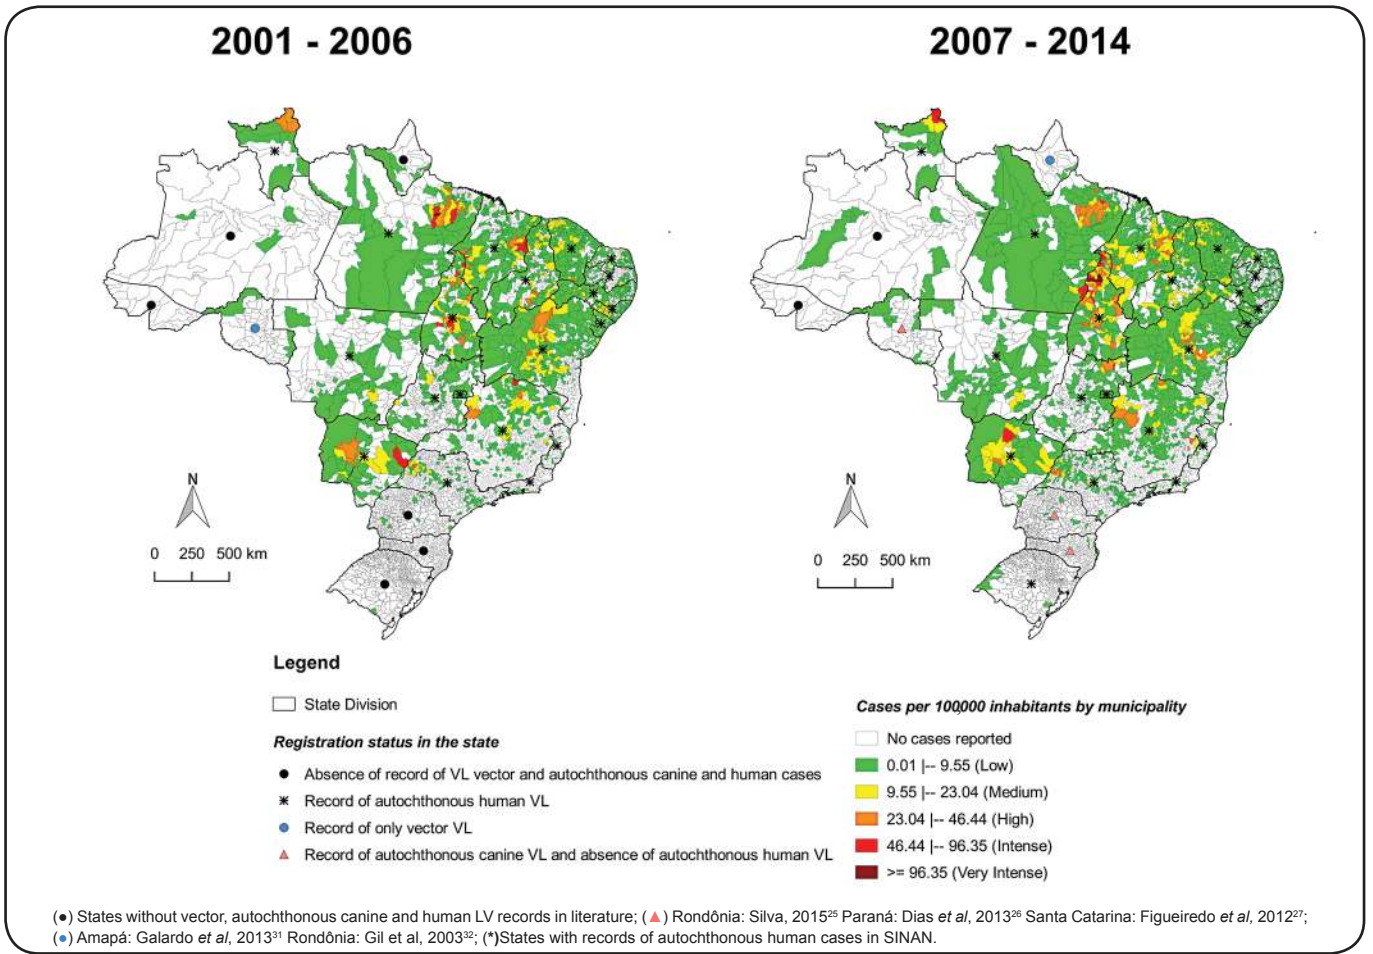 2001 - 2006
2007 - 2014
N
0 250 500 km
N
0 250 500 km
Legend
State Division
Registration status in the state
Absence of record of VL vector and autochthonous canine and human cases
Record of autochthonous human VL
Record of only vector VL
Record of autochthonous canine VL and absence of autochthonous human VL
Cases per 100,000 inhabitants by municipality
No cases reported
0.01 |-- 9.55 (Low)
9.55 |-- 23.04 (Medium)
23.04 |-- 46.44 (High)
46.44 |-- 96.35 (Intense)
>= 96.35 (Very Intense)
(●) States without vector, autochthonous canine and human LV records in literature; (▲) Rondônia: Silva, 2015²⁵ Paraná: Dias et al, 2013²⁶ Santa Catarina: Figueiredo et al, 2012²⁷;
(●) Amapá: Galardo et al, 2013³¹ Rondônia: Gil et al, 2003³²; (*)States with records of autochthonous human cases in SINAN.